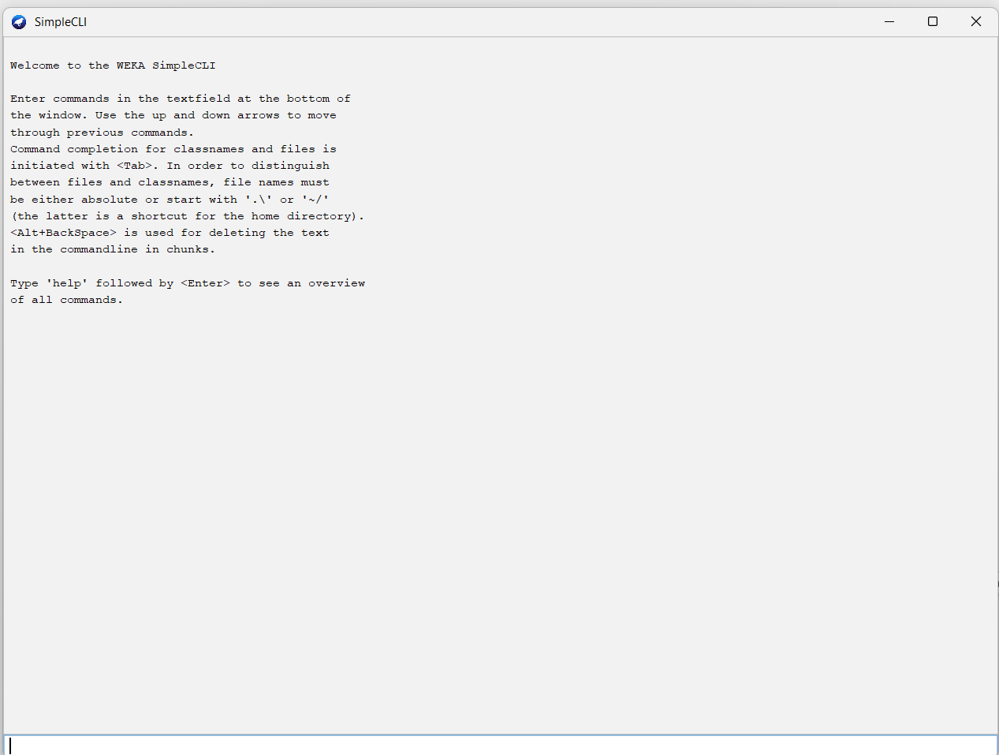 SimpleCLI
Welcome to the WEKA SimpleCLI
Enter commands in the textfield at the bottom of
the window. Use the up and down arrows to move
through previous commands.
Command completion for classnames and files is
initiated with <Tab>. In order to distinguish
between files and classnames, file names must
be either absolute or start with '.\' or '~/'
(the latter is a shortcut for the home directory).
<Alt+BackSpace> is used for deleting the text
in the commandline in chunks.
Type 'help' followed by <Enter> to see an overview
of all commands.